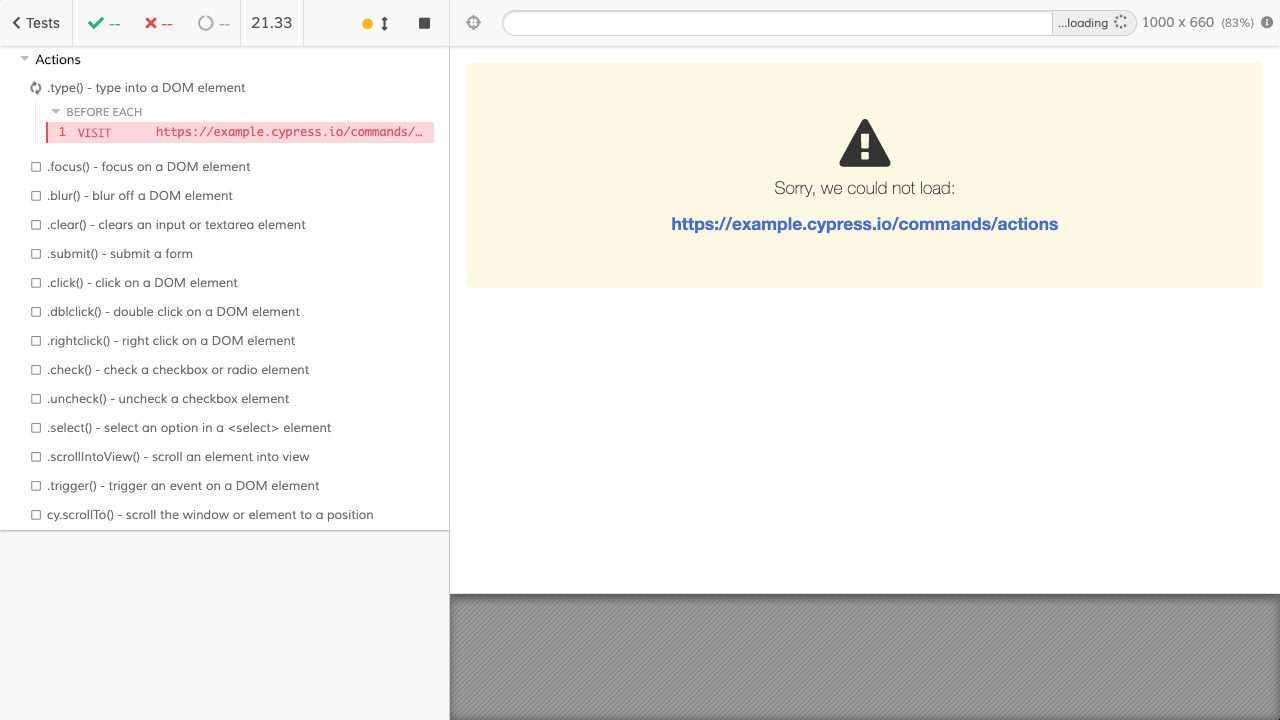 Tests -- -- -- 21.33
...loading 1000 x 660 (83%)
Actions
.type() - type into a DOM element
BEFORE EACH
1 VISIT https://example.cypress.io/commands/...
.focus() - focus on a DOM element
.blur() - blur off a DOM element
.clear() - clears an input or textarea element
.submit() - submit a form
.click() - click on a DOM element
.dblclick() - double click on a DOM element
.rightclick() - right click on a DOM element
.check() - check a checkbox or radio element
.uncheck() - uncheck a checkbox element
.select() - select an option in a <select> element
.scrollIntoView() - scroll an element into view
.trigger() - trigger an event on a DOM element
cy.scrollTo() - scroll the window or element to a position
Sorry, we could not load:
https://example.cypress.io/commands/actions